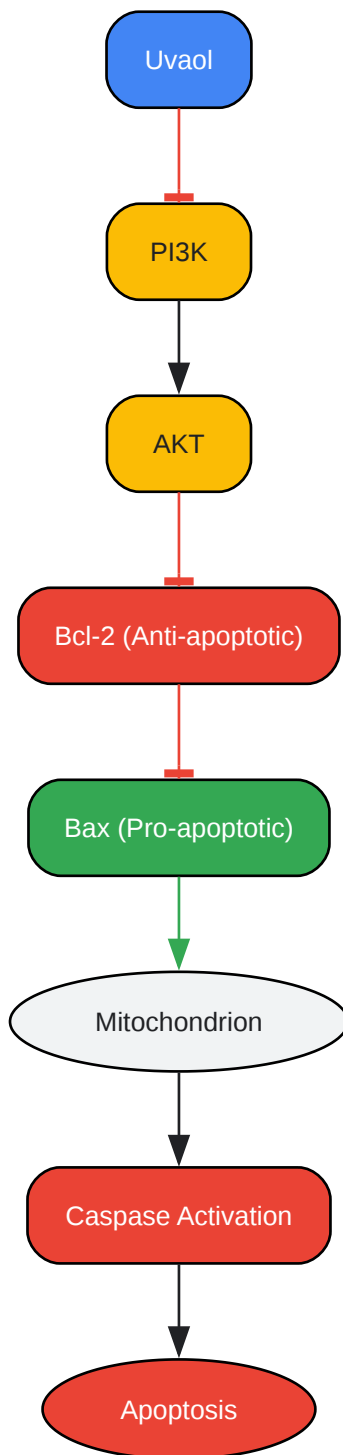 Uvaol
PI3K
AKT
Bcl-2 (Anti-apoptotic)
Bax (Pro-apoptotic)
Mitochondrion
Caspase Activation
Apoptosis